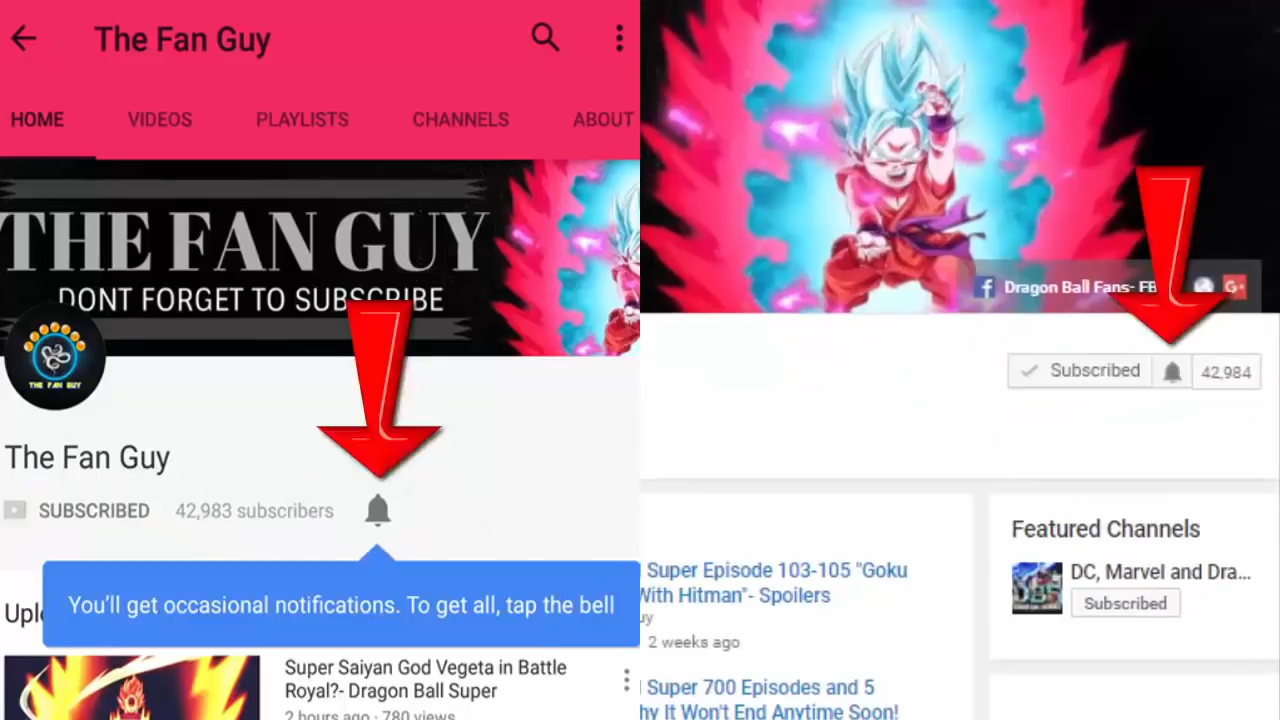 The Fan Guy
HOME VIDEOS PLAYLISTS CHANNELS ABOUT
THE FAN GUY
DONT FORGET TO SUBSCRIBE
THE FAN GUY
The Fan Guy
SUBSCRIBED 42,983 subscribers
You'll get occasional notifications. To get all, tap the bell
Super Saiyan God Vegeta in Battle
Royal?- Dragon Ball Super
2 hours ago · 780 views
Dragon Ball Fans- FB
G+
Subscribed 42,984
Featured Channels
DC, Marvel and Dra...
Subscribed
Super Episode 103-105 "Goku
With Hitman"- Spoilers
2 weeks ago
Super 700 Episodes and 5
Why It Won't End Anytime Soon!